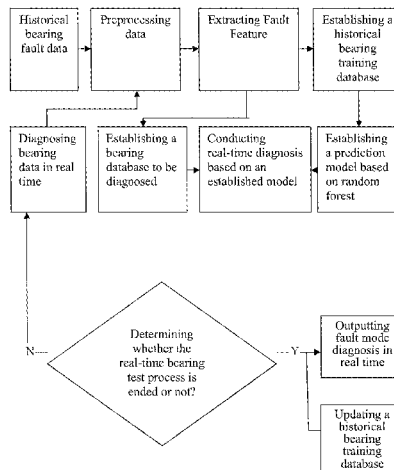 Historical
bearing
fault data
Preprocessing
data
Extracting Fault
Feature
Establishing a
historical
bearing
training
database
Diagnosing
bearing
data in real
time
Establishing a
bearing
database to be
diagnosed
Conducting
real-time diagnosis
based on an
established model
Establishing
a prediction
model based
on random
forest
N
Determining
whether the
real-time bearing
test process is
ended or not?
Y
Outputting
fault mode
diagnosis in
real time
Updating a
historical
bearing
training
database